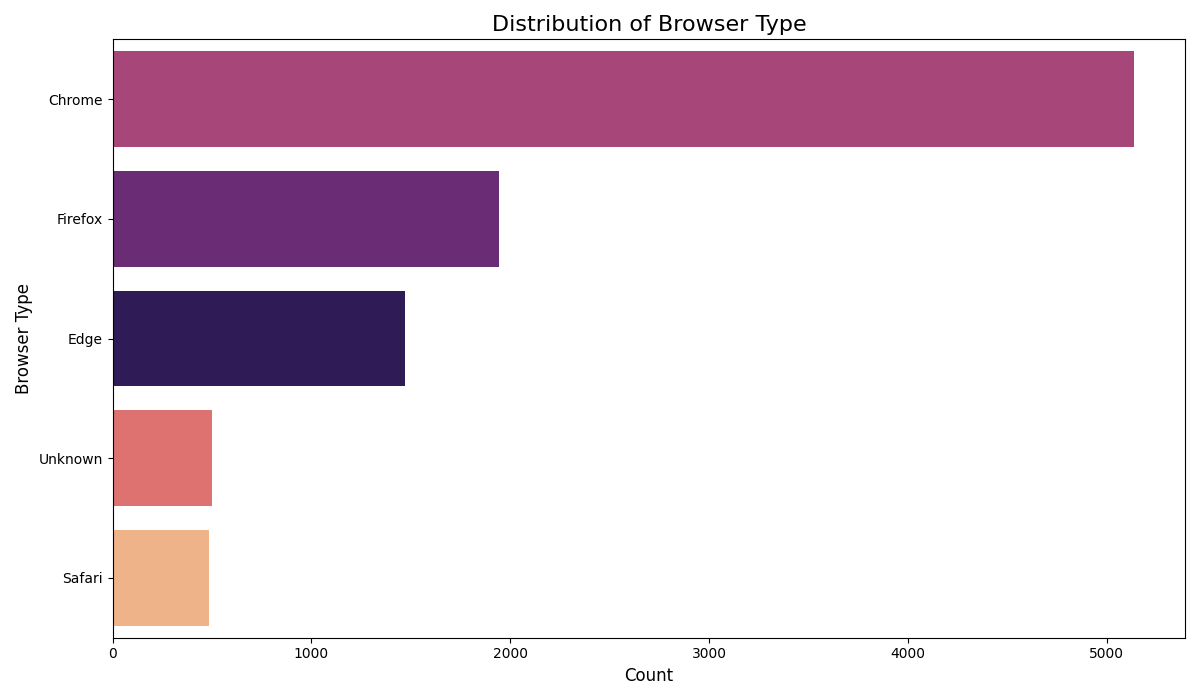 Distribution of Browser Type
Browser Type
Chrome
Firefox
Edge
Unknown
Safari
0 1000 2000 3000 4000 5000
Count